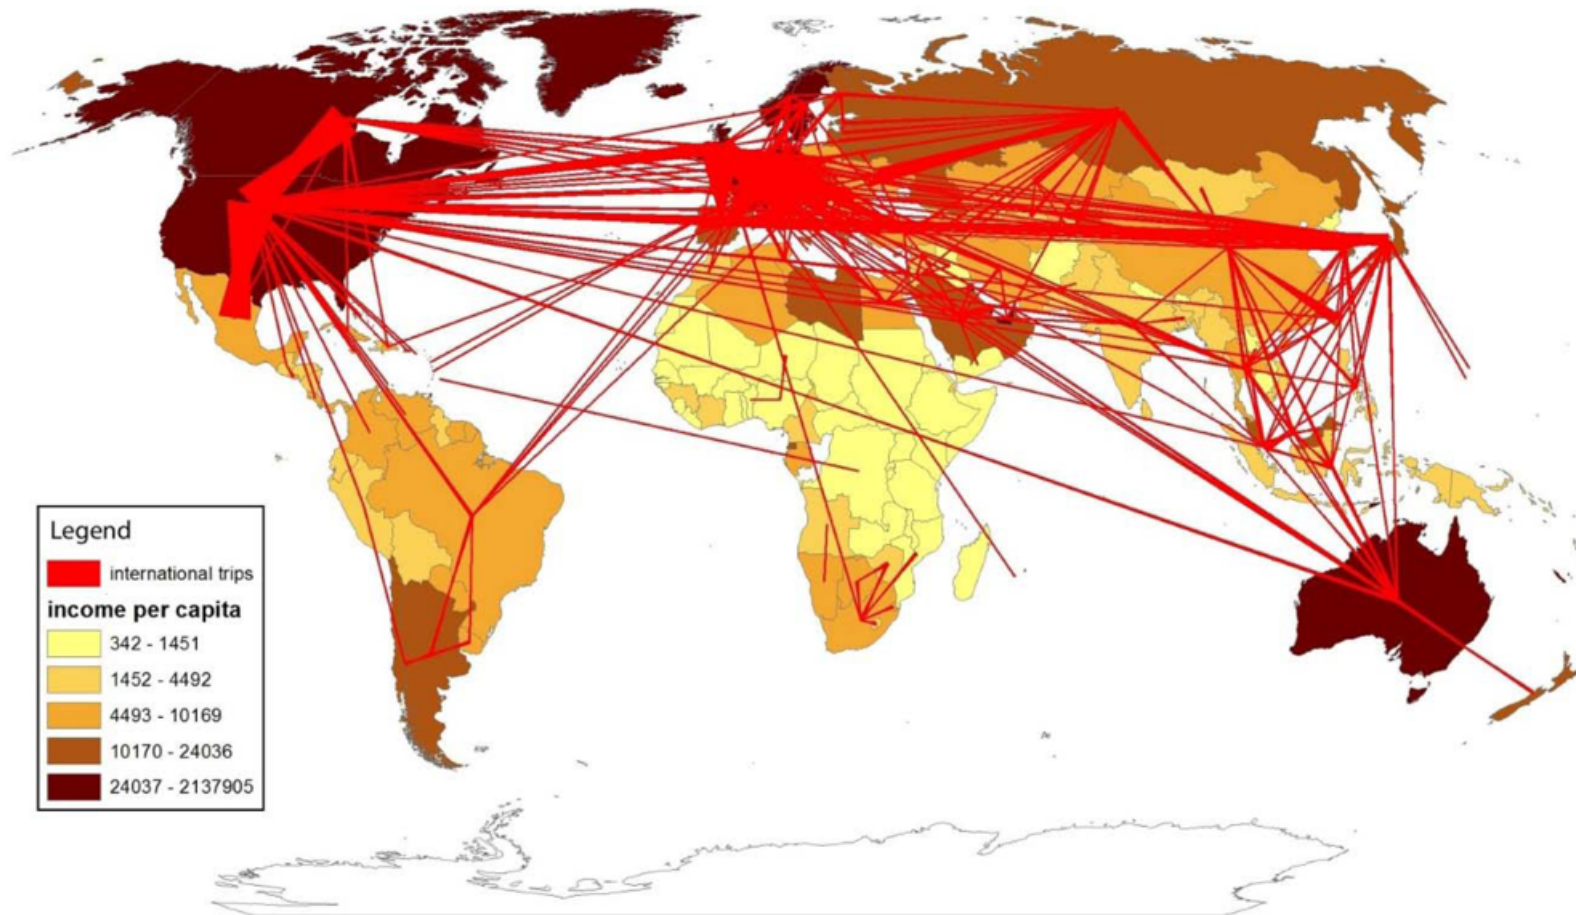 Legend
international trips
income per capita
342 - 1451
1452 - 4492
4493 - 10169
10170 - 24036
24037 - 2137905